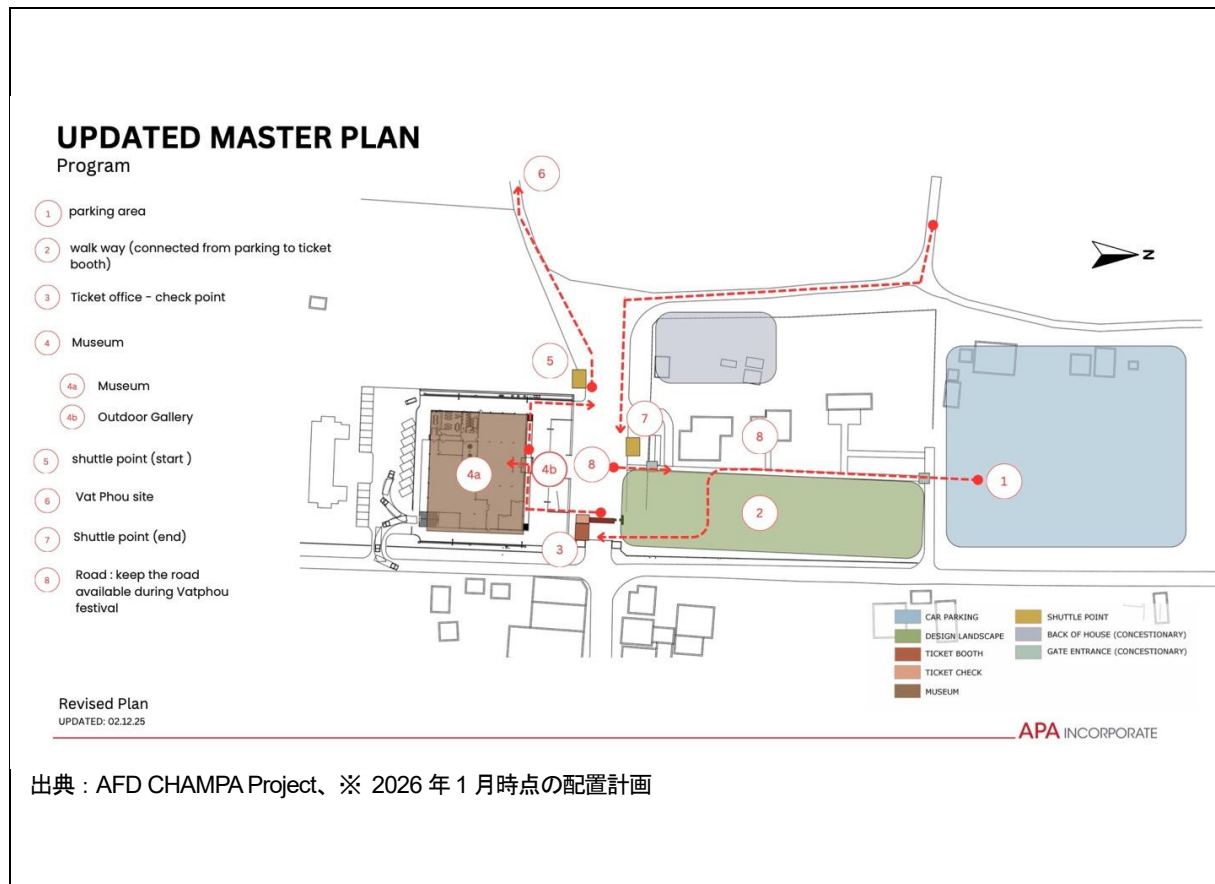 UPDATED MASTER PLAN
Program
1 parking area
2 walk way (connected from parking to ticket
booth)
3 Ticket office - check point
4 Museum
4a Museum
4b Outdoor Gallery
5 shuttle point (start )
6 Vat Phou site
7 Shuttle point (end)
8 Road : keep the road
available during Vatphou
festival
6
N
5
7
8
4a
4b
8
2
1
3
CAR PARKING
DESIGN LANDSCAPE
TICKET BOOTH
TICKET CHECK
MUSEUM
SHUTTLE POINT
BACK OF HOUSE (CONCESTIONARY)
GATE ENTRANCE (CONCESTIONARY)
Revised Plan
UPDATED: 02.12.25
APA INCORPORATE
出典：AFD CHAMPA Project、※ 2026 年 1 月時点の配置計画